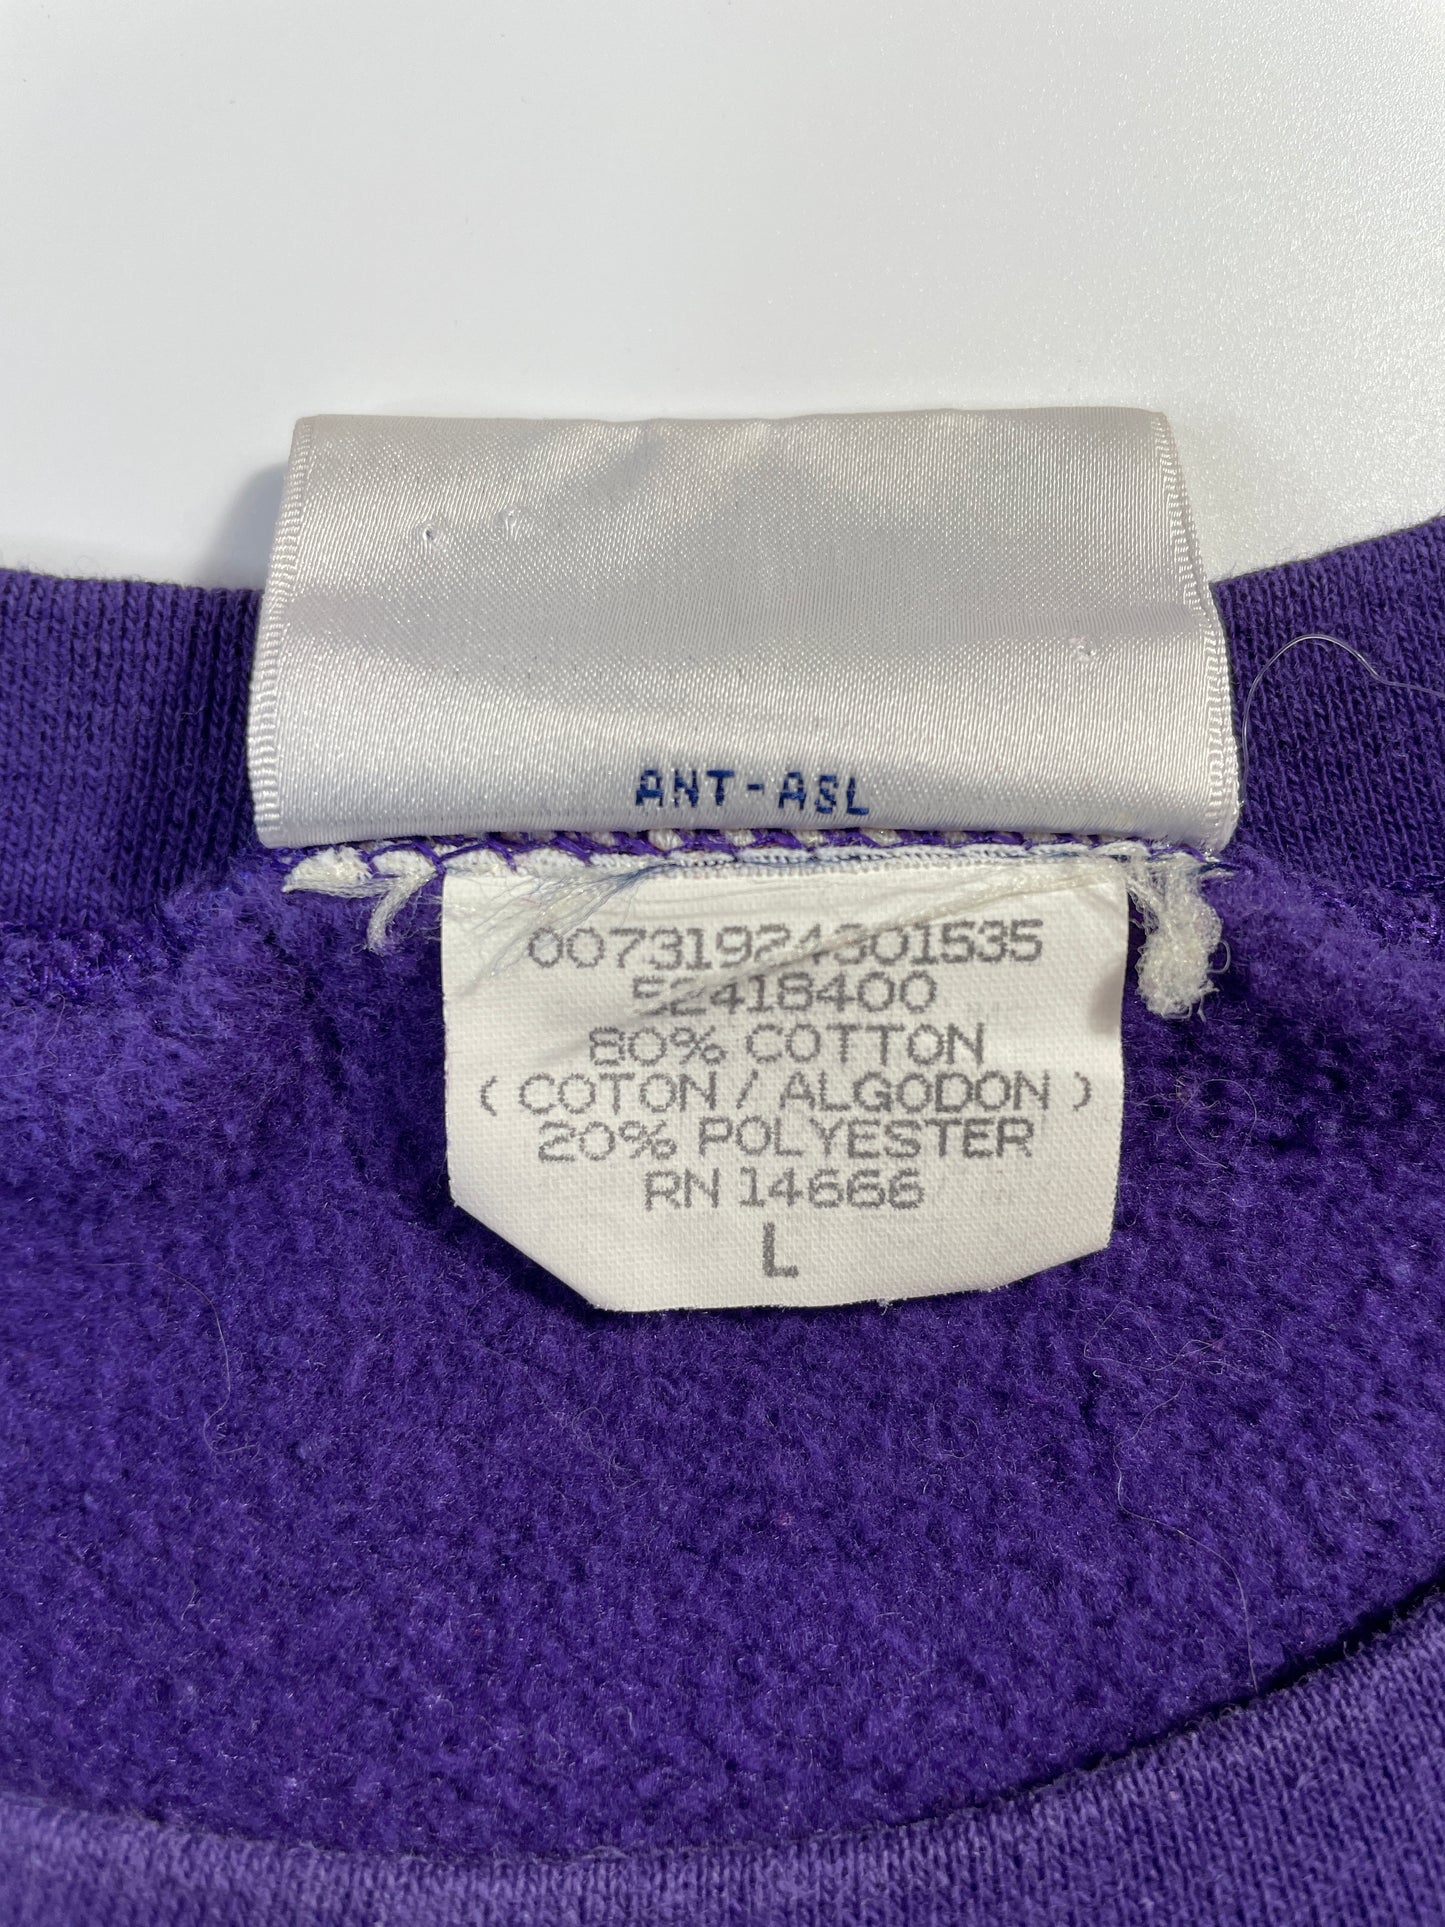 ANT-ASL
00731924301535
52418400
80% COTTON
( COTON / ALGODON )
20% POLYESTER
RN 14666
L